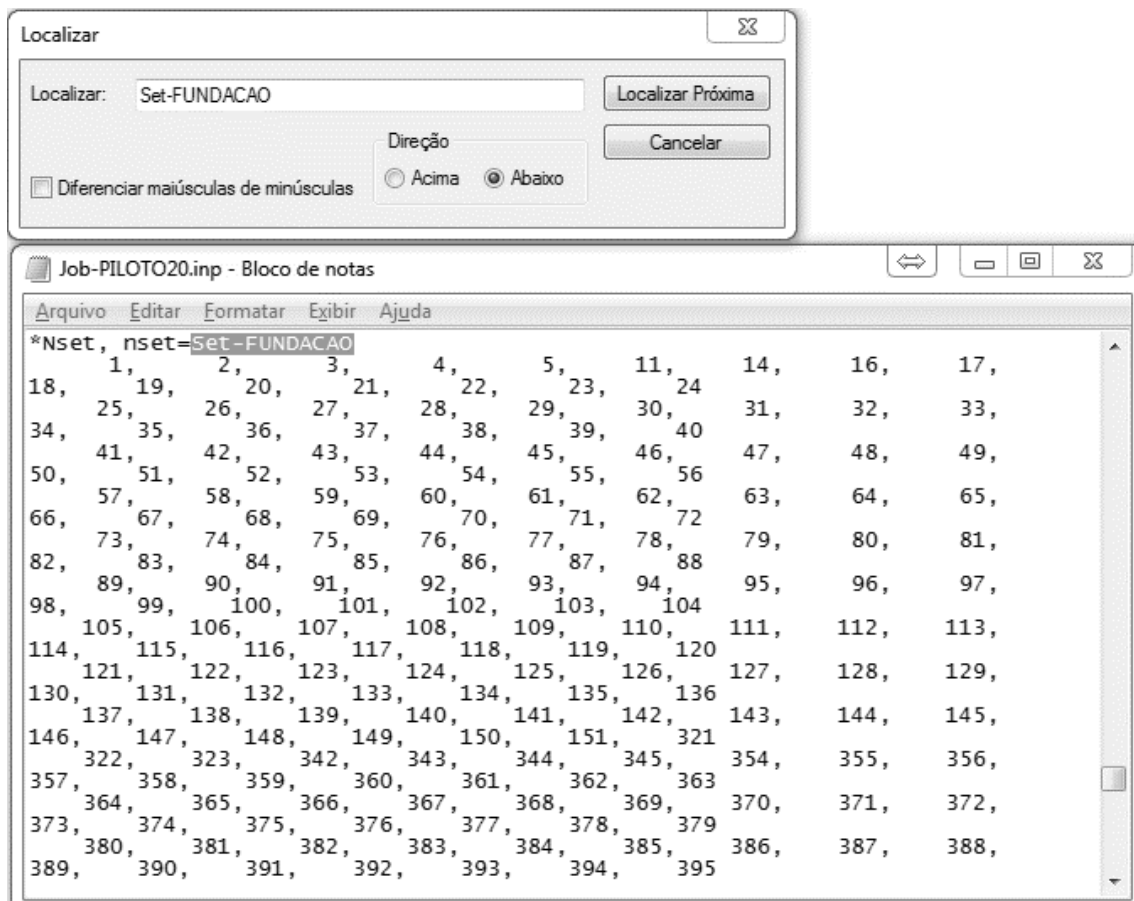 Localizar
Localizar: Set-FUNDACAO Localizar Próxima
Direção Cancelar
Diferenciar maiúsculas de minúsculas Acima Abaixo
Job-PILOTO20.inp - Bloco de notas
Arquivo Editar Formatar Exibir Ajuda
*Nset, nset=Set-FUNDACAO
1, 2, 3, 4, 5, 11, 14, 16, 17,
18, 19, 20, 21, 22, 23, 24
25, 26, 27, 28, 29, 30, 31, 32, 33,
34, 35, 36, 37, 38, 39, 40
41, 42, 43, 44, 45, 46, 47, 48, 49,
50, 51, 52, 53, 54, 55, 56
57, 58, 59, 60, 61, 62, 63, 64, 65,
66, 67, 68, 69, 70, 71, 72
73, 74, 75, 76, 77, 78, 79, 80, 81,
82, 83, 84, 85, 86, 87, 88
89, 90, 91, 92, 93, 94, 95, 96, 97,
98, 99, 100, 101, 102, 103, 104
105, 106, 107, 108, 109, 110, 111, 112, 113,
114, 115, 116, 117, 118, 119, 120
121, 122, 123, 124, 125, 126, 127, 128, 129,
130, 131, 132, 133, 134, 135, 136
137, 138, 139, 140, 141, 142, 143, 144, 145,
146, 147, 148, 149, 150, 151, 321
322, 323, 342, 343, 344, 345, 354, 355, 356,
357, 358, 359, 360, 361, 362, 363
364, 365, 366, 367, 368, 369, 370, 371, 372,
373, 374, 375, 376, 377, 378, 379
380, 381, 382, 383, 384, 385, 386, 387, 388,
389, 390, 391, 392, 393, 394, 395